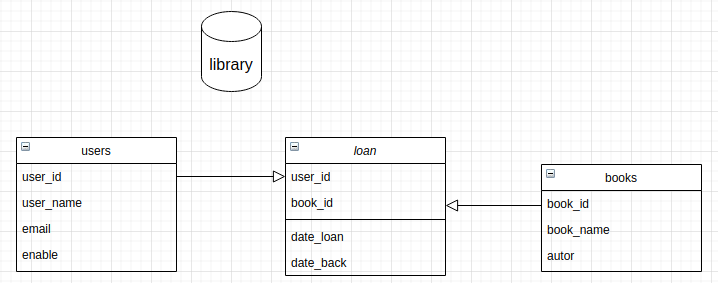 library
users
user_id
user_name
email
enable
loan
user_id
book_id
date_loan
date_back
books
book_id
book_name
autor